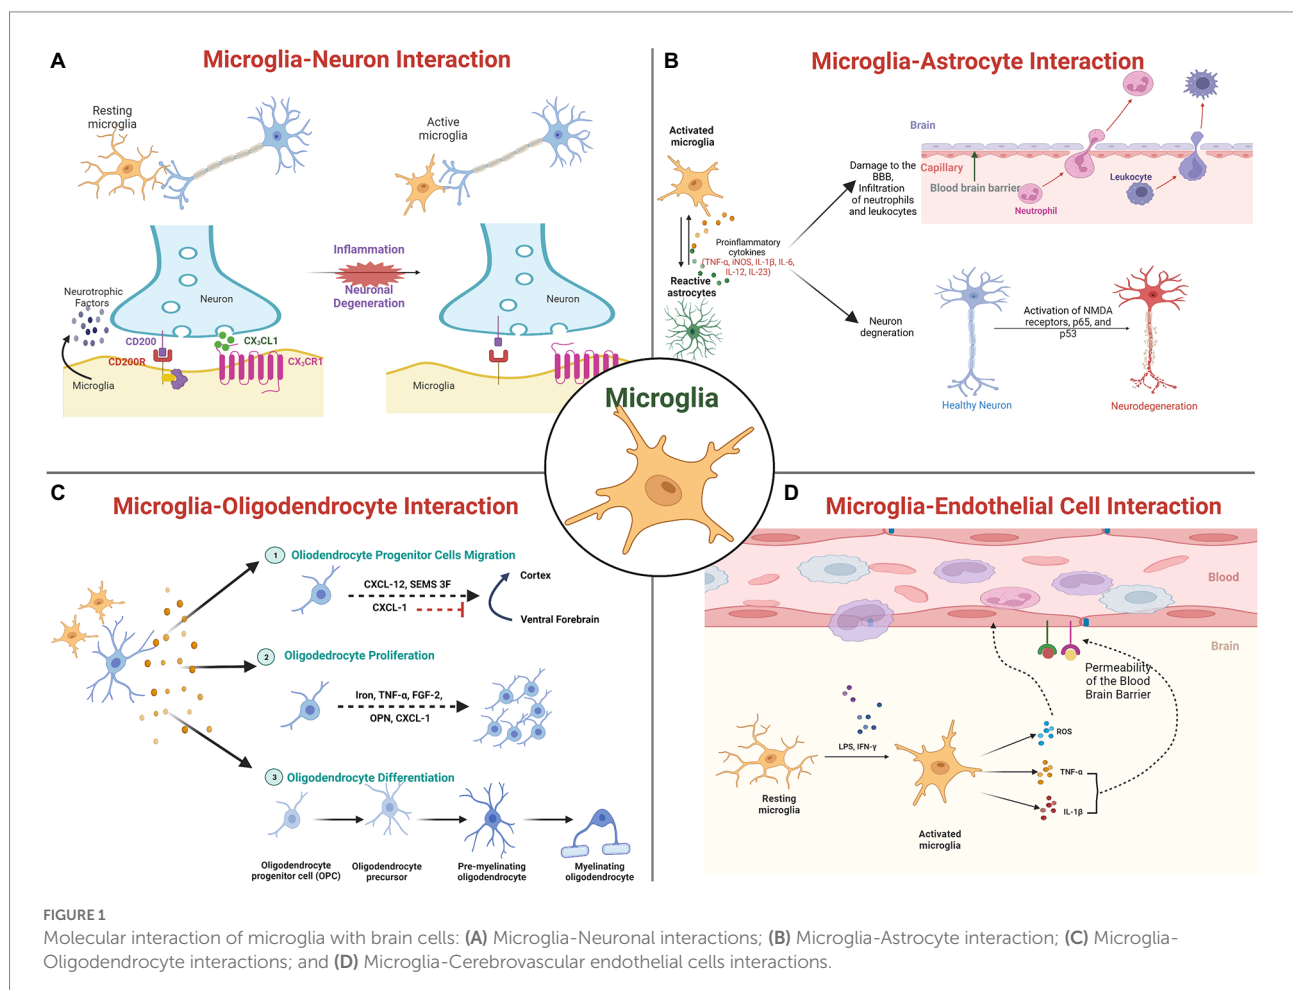 A
Microglia-Neuron Interaction
Resting
microglia
Active
microglia
Neurotrophic
Factors
Neuron
CD200
CD200R
CX₃CL1
CX₃CR1
Microglia
Inflammation
Neuronal
Degeneration
Neuron
Microglia
B
Microglia-Astrocyte Interaction
Activated
microglia
Proinflammatory
cytokines
(TNF-α, iNOS, IL-1β, IL-6,
IL-12, IL-23)
Reactive
astrocytes
Damage to the
BBB,
Infiltration
of neutrophils
and leukocytes
Brain
Capillary
Blood brain barrier
Neutrophil
Leukocyte
Neuron
degneration
Activation of NMDA
receptors, p65, and
p53
Healthy Neuron
Neurodegeneration
Microglia
C
Microglia-Oligodendrocyte Interaction
1
Oliodendrocyte Progenitor Cells Migration
CXCL-12, SEMS 3F
CXCL-1
Cortex
Ventral Forebrain
2
Oligodedrocyte Proliferation
Iron, TNF-α, FGF-2,
OPN, CXCL-1
3
Oligodendrocyte Differentiation
Oligodendrocyte
progenitor cell (OPC)
Oligodendrocyte
precursor
Pre-myelinating
oligodendrocyte
Myelinating
oligodendrocyte
D
Microglia-Endothelial Cell Interaction
Blood
Brain
Permeability
of the Blood
Brain Barrier
LPS, IFN-γ
Resting
microglia
Activated
microglia
ROS
TNF-α
IL-1β
FIGURE 1
Molecular interaction of microglia with brain cells: (A) Microglia-Neuronal interactions; (B) Microglia-Astrocyte interaction; (C) Microglia-
Oligodendrocyte interactions; and (D) Microglia-Cerebrovascular endothelial cells interactions.